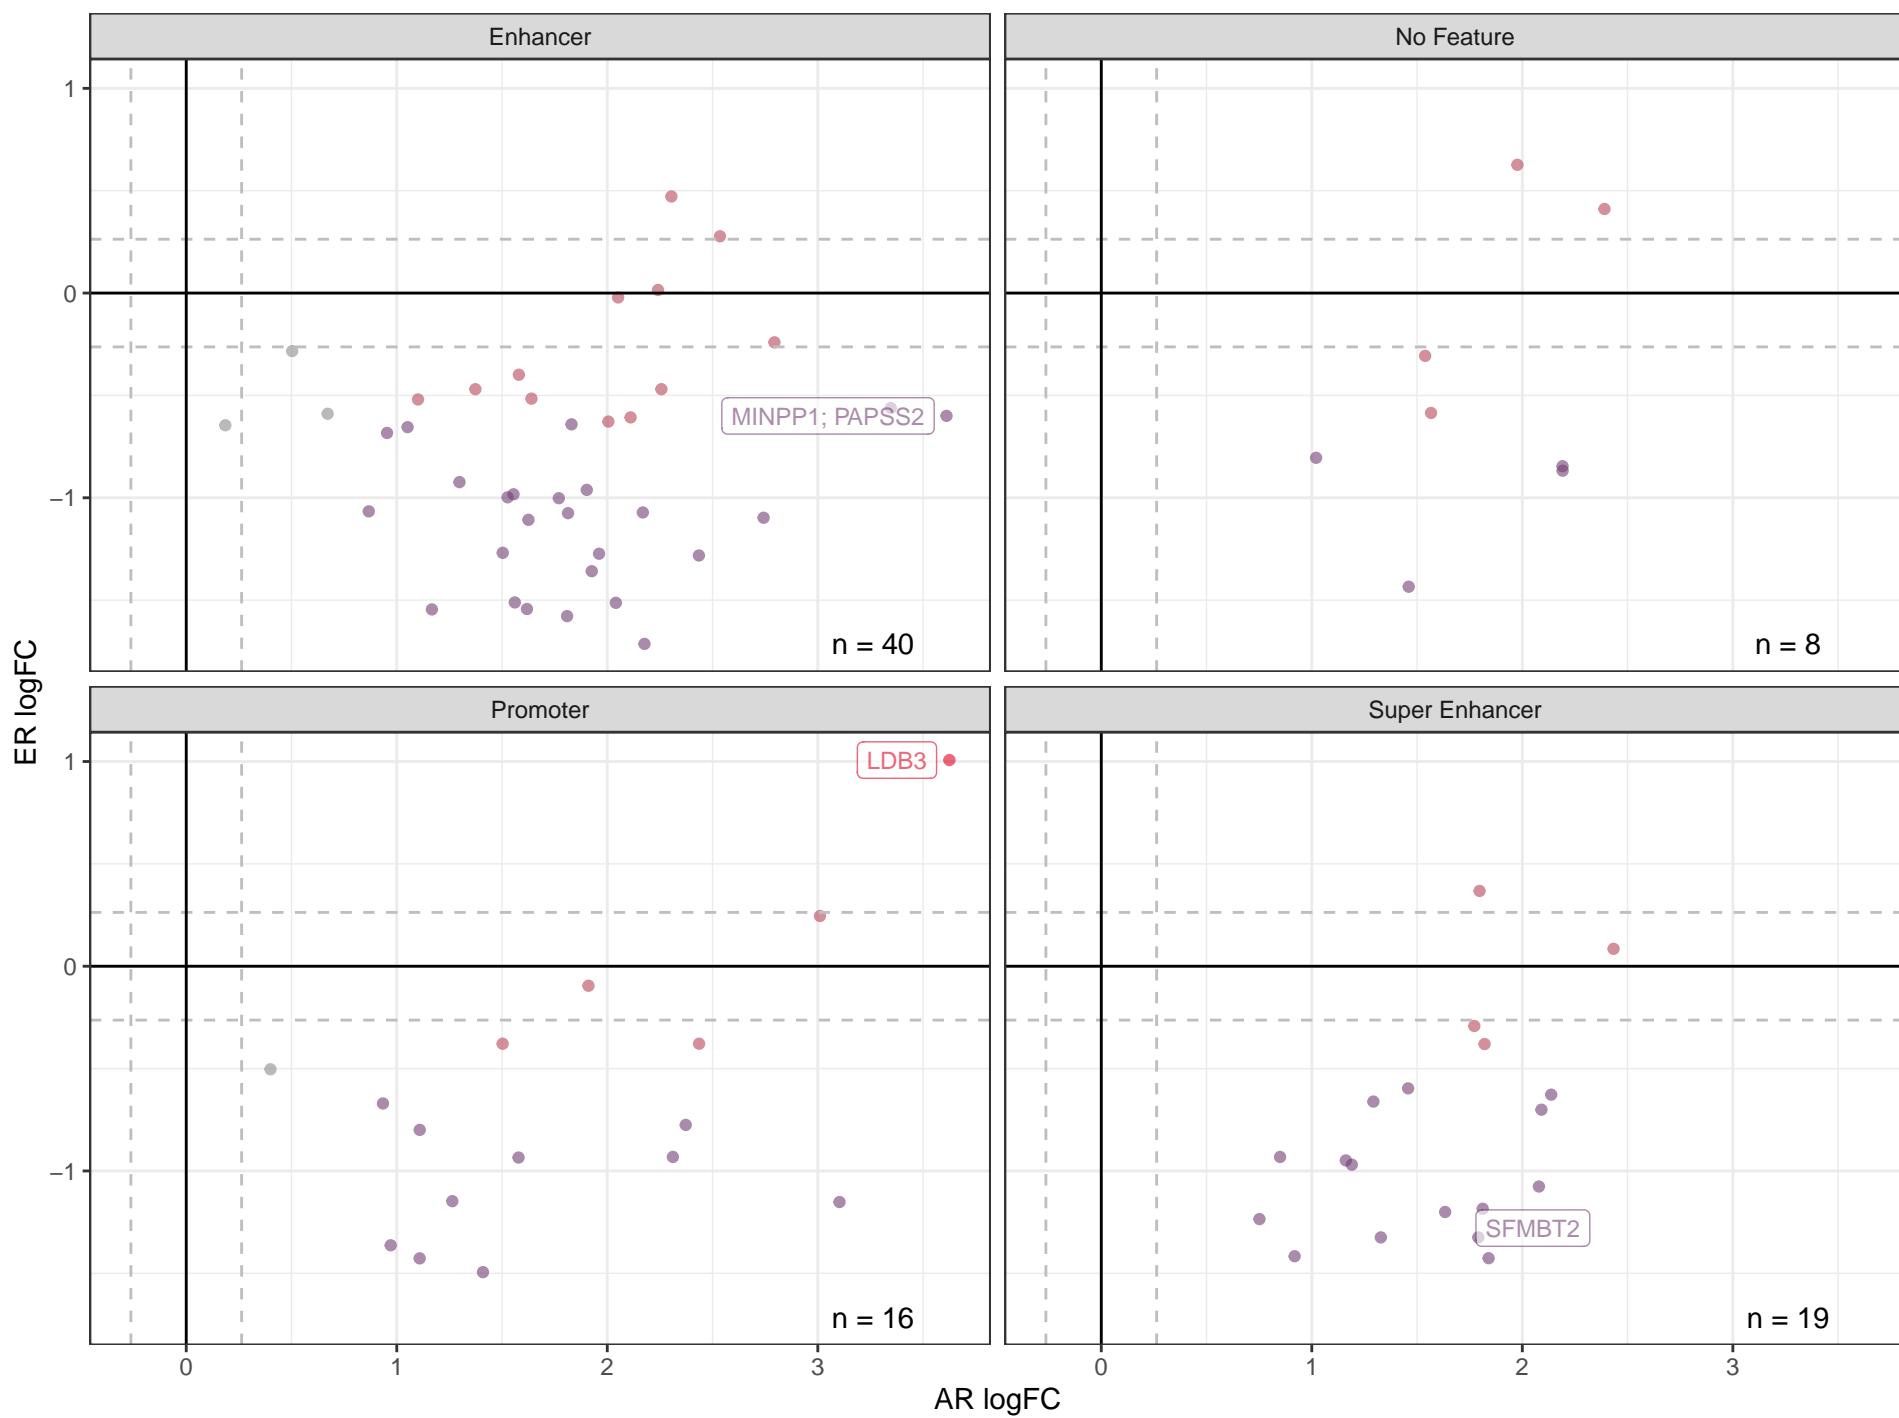 Enhancer
No Feature
1
0
−1
MINPP1; PAPSS2
n = 40
n = 8
Promoter
Super Enhancer
1
0
−1
LDB3
SFMBT2
n = 16
n = 19
0 1 2 3
0 1 2 3
AR logFC
ER logFC